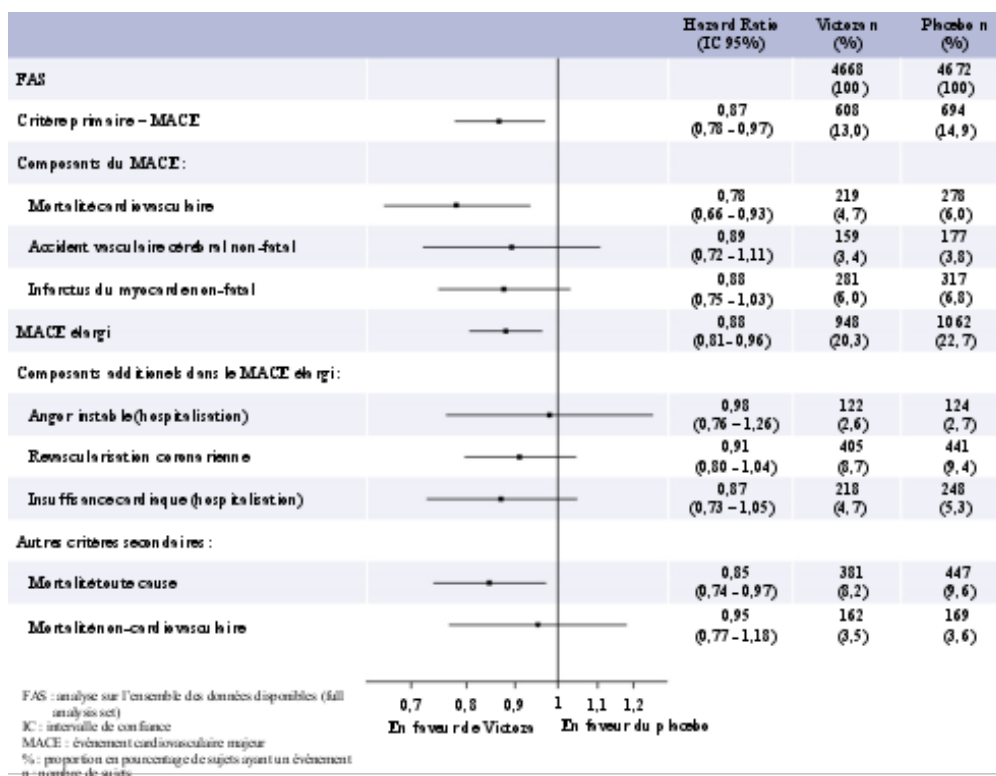 Hazard Ratio Victoza n Placebo n
(IC 95%) (%) (%)
FAS 4668 4672
(100) (100)
Critère primaire – MACE 0,87 608 694
(0,78 – 0,97) (13,0) (14,9)
Composants du MACE :
Mortalité cardiovasculaire 0,78 219 278
(0,66 – 0,93) (4,7) (6,0)
Accident vasculaire cérébral non-fatal 0,89 159 177
(0,72 – 1,11) (3,4) (3,8)
Infarctus du myocarde non-fatal 0,88 281 317
(0,75 – 1,03) (6,0) (6,8)
MACE élargi 0,88 948 1062
(0,81– 0,96) (20,3) (22,7)
Composants additionels dans le MACE élargi :
Angor instable (hospitalisation) 0,98 122 124
(0,76 – 1,26) (2,6) (2,7)
Revascularisation coronarienne 0,91 405 441
(0,80 – 1,04) (8,7) (9,4)
Insuffisance cardiaque (hospitalisation) 0,87 218 248
(0,73 – 1,05) (4,7) (5,3)
Autres critères secondaires :
Mortalité toute cause 0,85 381 447
(0,74 – 0,97) (8,2) (9,6)
Mortalité non-cardiovasculaire 0,95 162 169
(0,77 – 1,18) (3,5) (3,6)
0,7 0,8 0,9 1 1,1 1,2
En faveur de Victoza En faveur du placebo
FAS : analyse sur l'ensemble des données disponibles (full
analysis set)
IC : intervalle de confiance
MACE : évènement cardiovasculaire majeur
% : proportion en pourcentage de sujets ayant un évènement
n : nombre de sujets